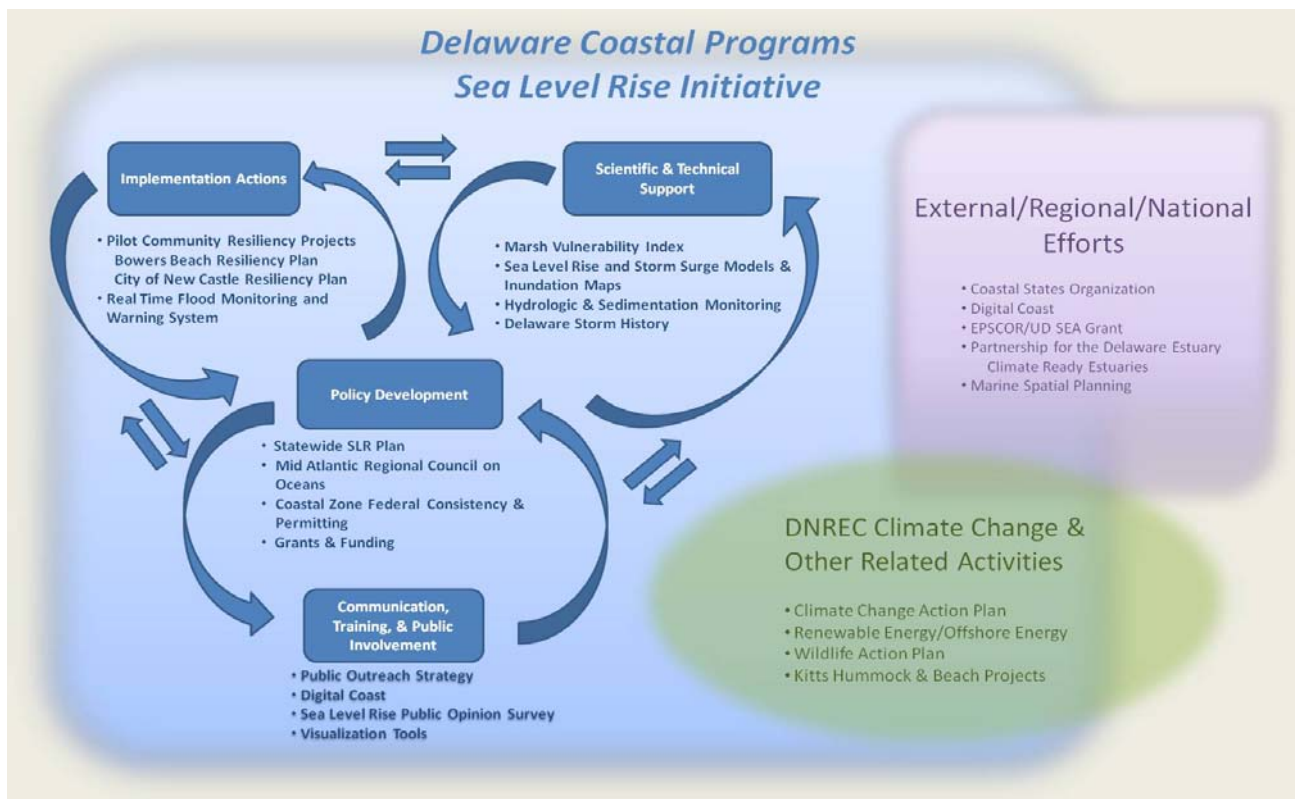 Delaware Coastal Programs
Sea Level Rise Initiative
Implementation Actions
• Pilot Community Resiliency Projects
Bowers Beach Resiliency Plan
City of New Castle Resiliency Plan
• Real Time Flood Monitoring and
Warning System
Scientific & Technical
Support
• Marsh Vulnerability Index
• Sea Level Rise and Storm Surge Models &
Inundation Maps
• Hydrologic & Sedimentation Monitoring
• Delaware Storm History
Policy Development
• Statewide SLR Plan
• Mid Atlantic Regional Council on
Oceans
• Coastal Zone Federal Consistency &
Permitting
• Grants & Funding
Communication,
Training, & Public
Involvement
• Public Outreach Strategy
• Digital Coast
• Sea Level Rise Public Opinion Survey
• Visualization Tools
External/Regional/National
Efforts
• Coastal States Organization
• Digital Coast
• EPSCOR/UD SEA Grant
• Partnership for the Delaware Estuary
Climate Ready Estuaries
• Marine Spatial Planning
DNREC Climate Change &
Other Related Activities
• Climate Change Action Plan
• Renewable Energy/Offshore Energy
• Wildlife Action Plan
• Kitts Hummock & Beach Projects